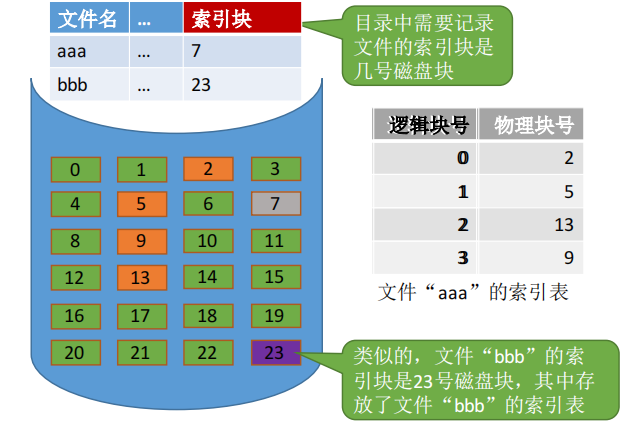 文件名 ... 索引块
aaa ... 7
bbb ... 23
目录中需要记录
文件的索引块是
几号磁盘块
逻辑块号 物理块号
0 2
1 5
2 13
3 9
文件“aaa”的索引表
0 1 2 3
4 5 6 7
8 9 10 11
12 13 14 15
16 17 18 19
20 21 22 23
类似的，文件“bbb”的索
引块是23号磁盘块，其中存
放了文件“bbb”的索引表